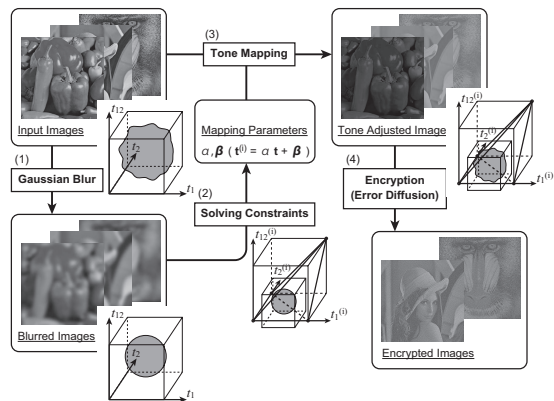 (3)
Tone Mapping
Input Images
Mapping Parameters
α,β ( t⁽ⁱ⁾ = α t + β )
Tone Adjusted Imag
t₁₂⁽ⁱ⁾
t₂⁽ⁱ⁾
t₁⁽ⁱ⁾
t₁₂
t₂
t₁
(1)
Gaussian Blur
(2)
Solving Constraints
(4)
Encryption
(Error Diffusion)
Blurred Images
t₁₂
t₂
t₁
t₁₂⁽ⁱ⁾
t₂⁽ⁱ⁾
t₁⁽ⁱ⁾
Encrypted Images